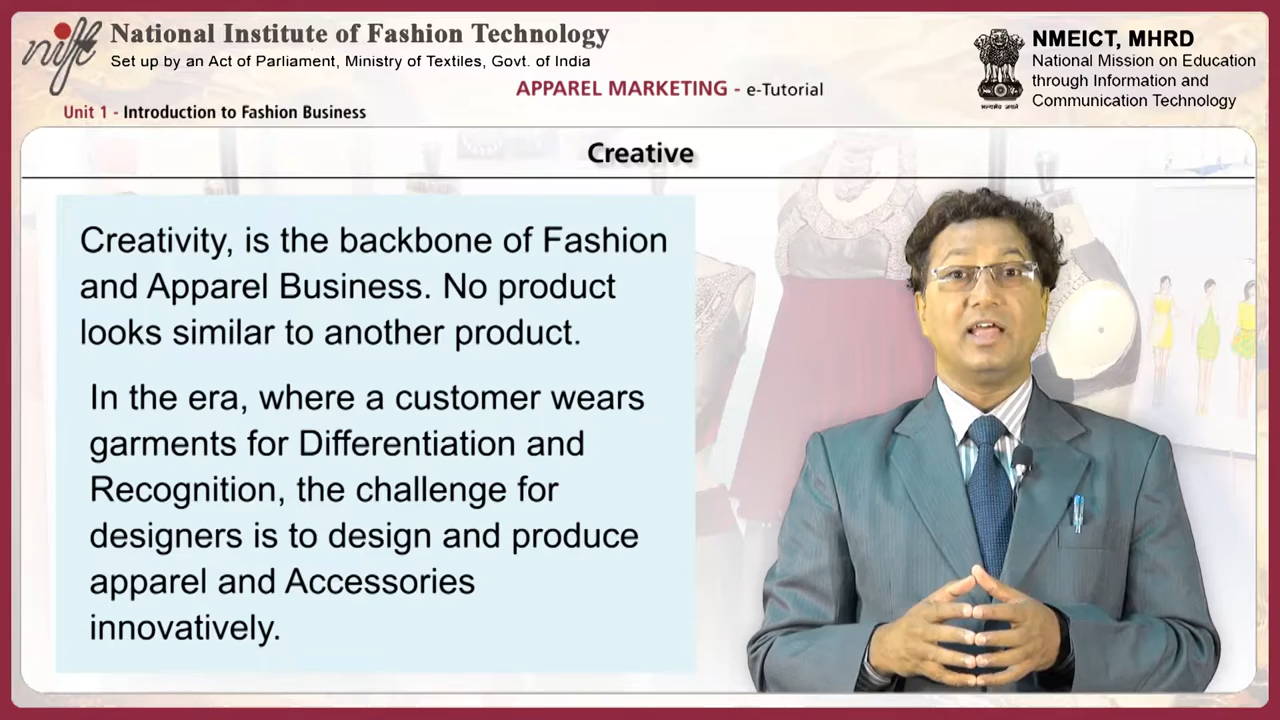 nift
National Institute of Fashion Technology
Set up by an Act of Parliament, Ministry of Textiles, Govt. of India
NMEICT, MHRD
National Mission on Education
through Information and
Communication Technology
सत्यमेव जयते
APPAREL MARKETING - e-Tutorial
Unit 1 - Introduction to Fashion Business
Creative
Creativity, is the backbone of Fashion
and Apparel Business. No product
looks similar to another product.
In the era, where a customer wears
garments for Differentiation and
Recognition, the challenge for
designers is to design and produce
apparel and Accessories
innovatively.